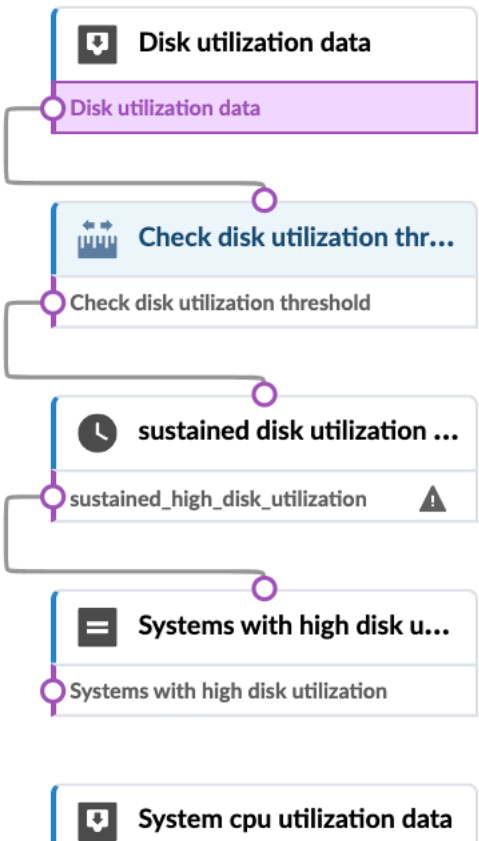 Disk utilization data
Disk utilization data
Check disk utilization thr...
Check disk utilization threshold
sustained disk utilization ...
sustained_high_disk_utilization
Systems with high disk u...
Systems with high disk utilization
System cpu utilization data